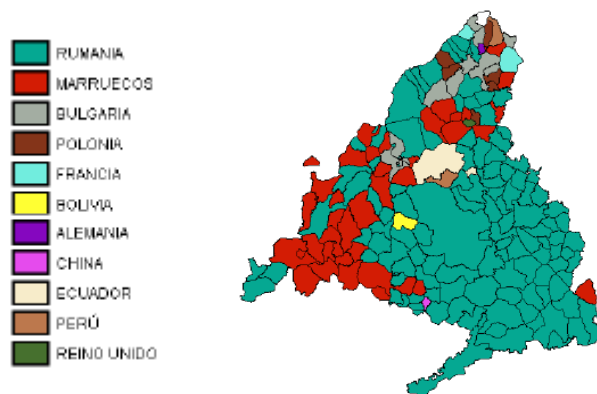 RUMANIA
MARRUECOS
BULGARIA
POLONIA
FRANCIA
BOLIVIA
ALEMANIA
CHINA
ECUADOR
PERÚ
REINO UNIDO